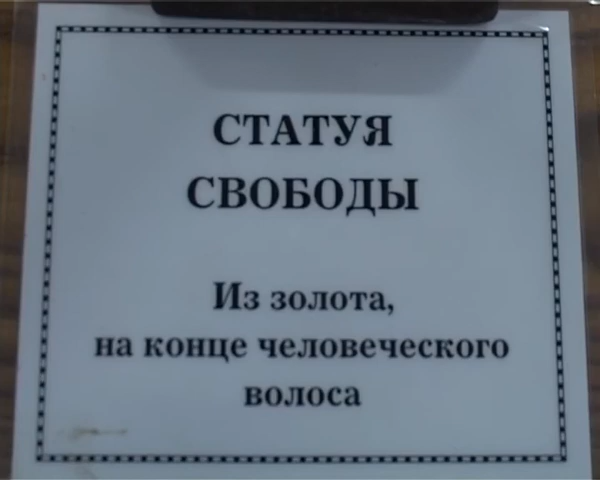 СТАТУЯ
СВОБОДЫ
Из золота,
на конце человеческого
волоса